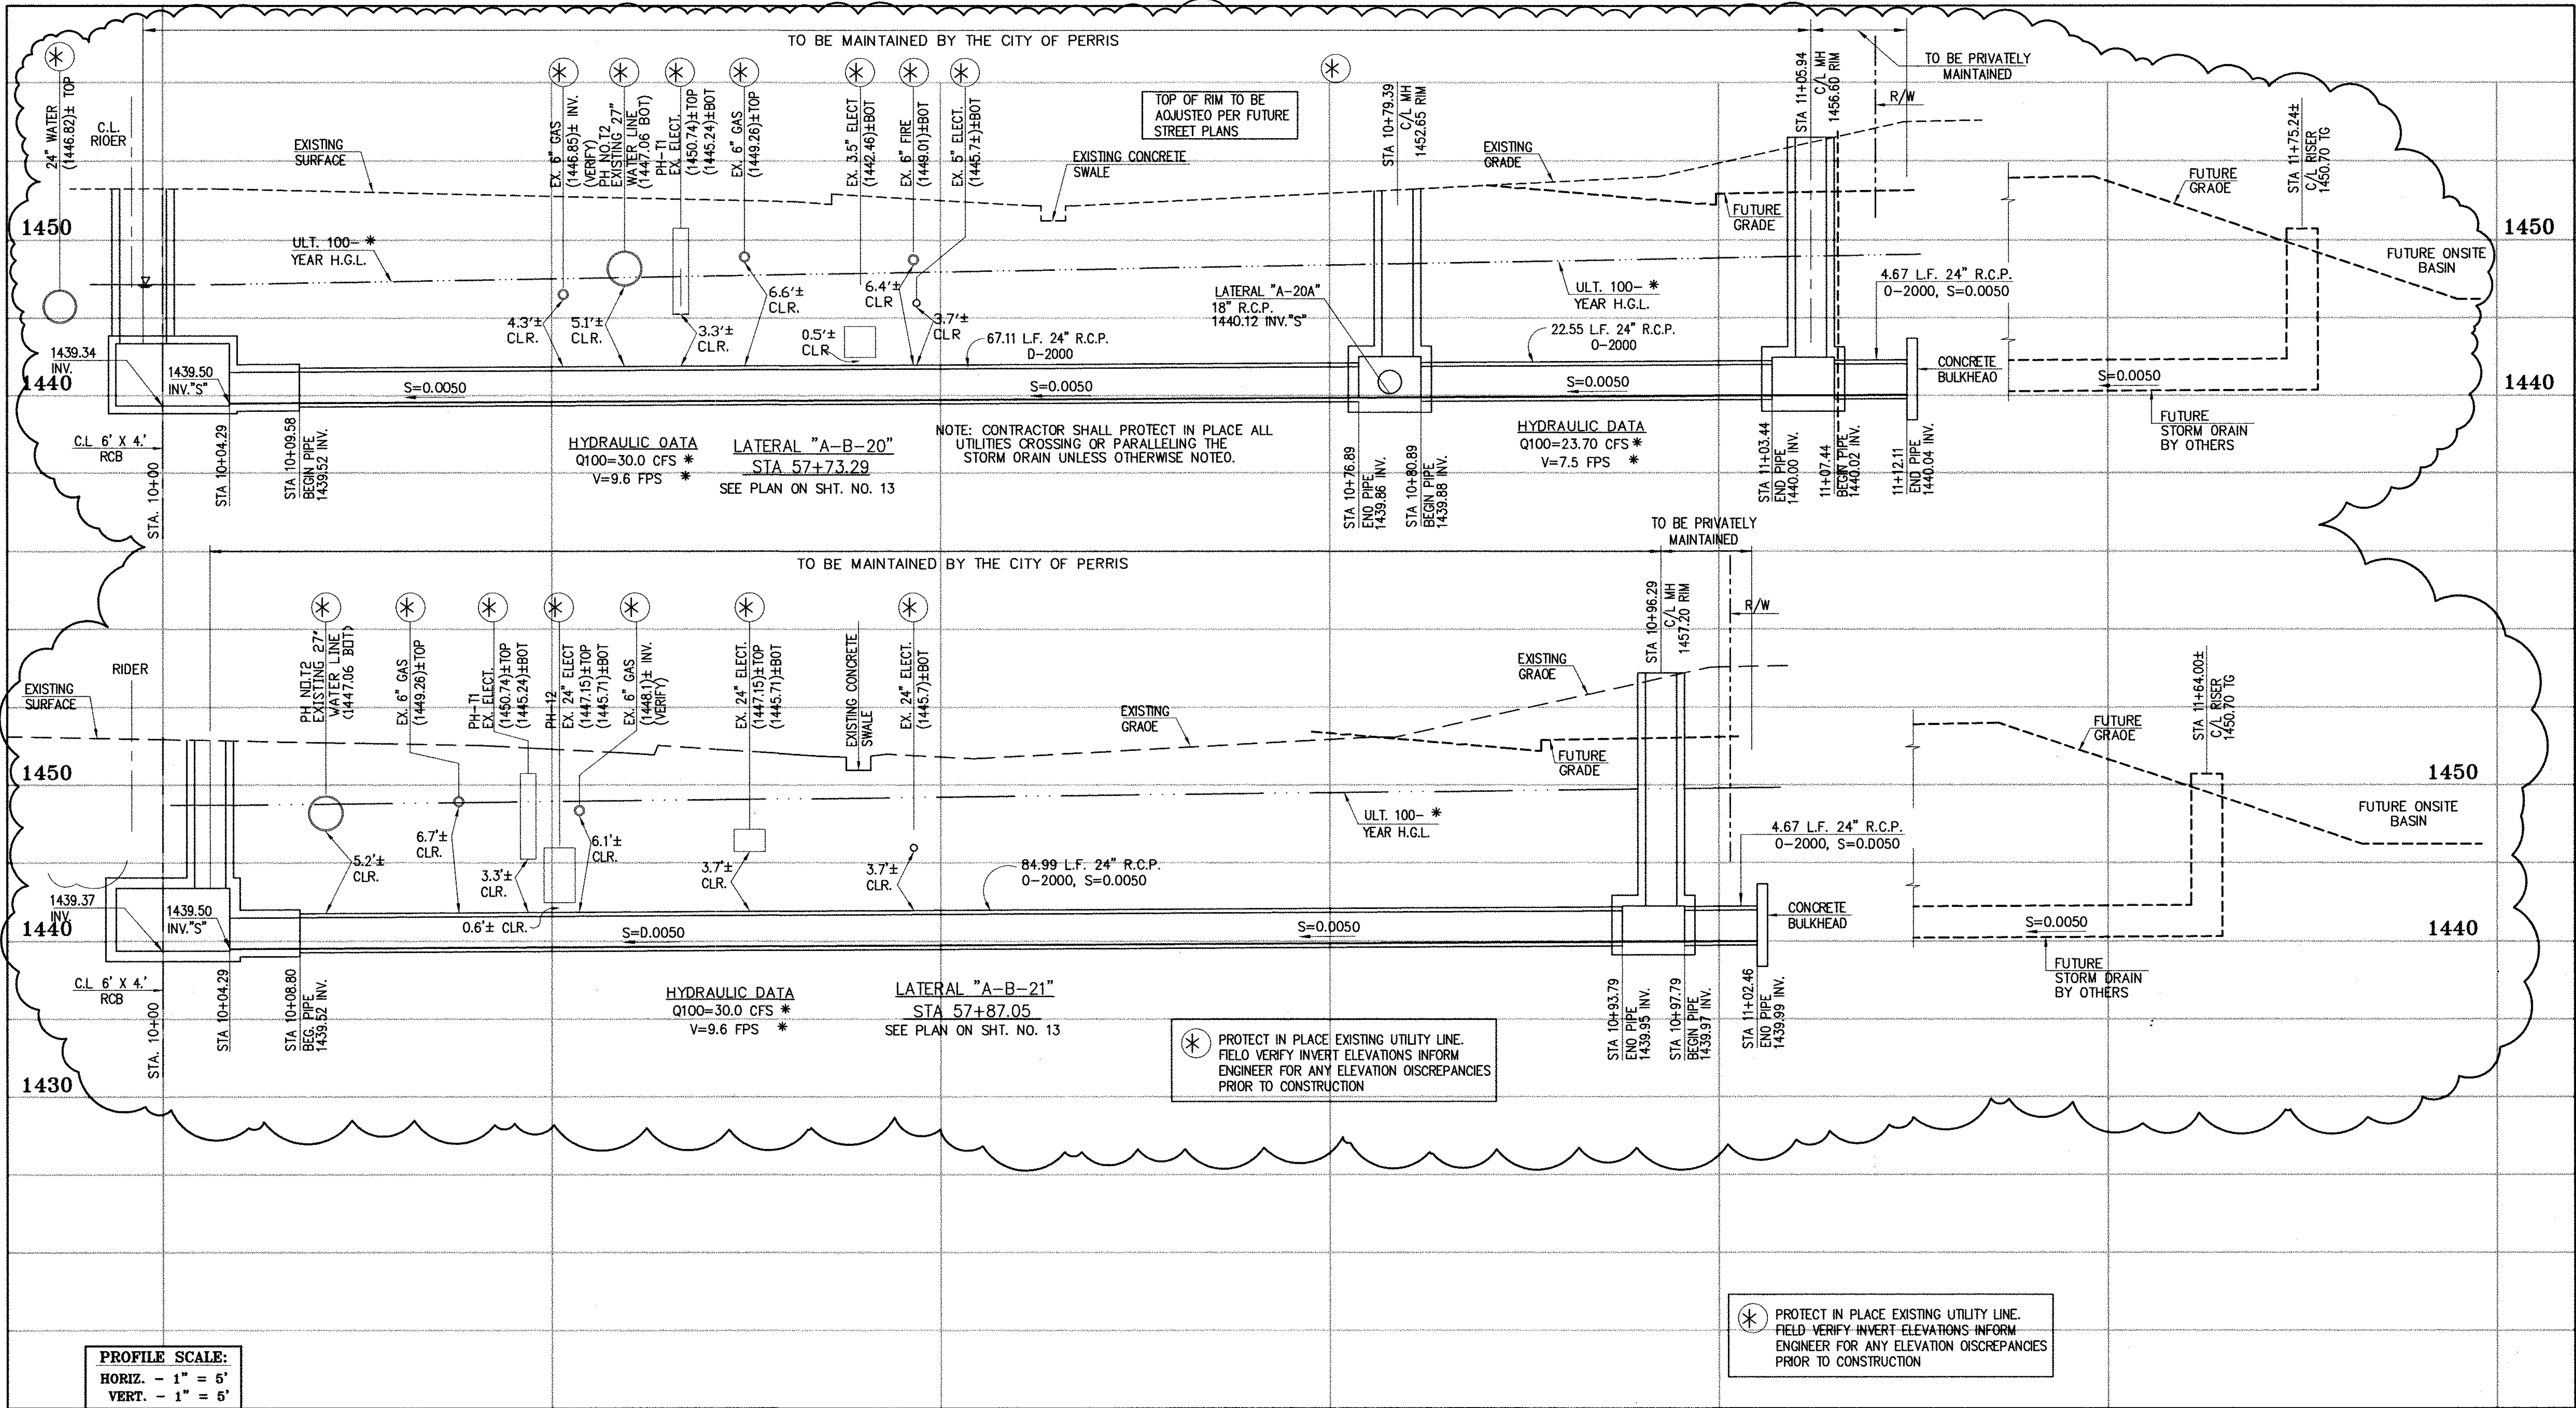 TO BE MAINTAINED BY THE CITY OF PERRIS
TO BE PRIVATELY
MAINTAINED
24" WATER
(1446.82)± TOP
C.L.
RIOER
EXISTING
SURFACE
EX. 6" GAS
(1446.85)± INV.
(VERIFY)
PH NO.T2
EXISTING 27"
WATER LINE
(1447.06 BOT)
PH-T1
EX. ELECT.
(1450.74)±TOP
(1445.24)±BOT
EX. 6" GAS
(1449.26)±TOP
EX. 3.5" ELECT
(1442.46)±BOT
EX. 6" FIRE
(1449.01)±BOT
EX. 5" ELECT.
(1445.7±)±BOT
TOP OF RIM TO BE
AOJUSTEO PER FUTURE
STREET PLANS
EXISTING CONCRETE
SWALE
STA 10+79.39
C/L MH
1452.65 RIM
EXISTING
GRADE
STA 11+05.94
C/L MH
1456.60 RIM
R/W
FUTURE
GRAOE
STA 11+75.24±
C/L RISER
1450.70 TG
1450
1450
ULT. 100- *
YEAR H.G.L.
FUTURE
GRADE
FUTURE ONSITE
BASIN
4.3'±
CLR.
5.1'±
CLR.
3.3'±
CLR.
6.6'±
CLR.
0.5'±
CLR
6.4'±
CLR
3.7'±
CLR
67.11 L.F. 24" R.C.P.
D-2000
LATERAL "A-20A"
18" R.C.P.
1440.12 INV."S"
ULT. 100- *
YEAR H.G.L.
22.55 L.F. 24" R.C.P.
O-2000
4.67 L.F. 24" R.C.P.
O-2000, S=0.0050
CONCRETE
BULKHEAO
1439.34
INV.
1439.50
INV."S"
1440
1440
S=0.0050
S=0.0050
S=0.0050
S=0.0050
FUTURE
STORM ORAIN
BY OTHERS
C.L 6' X 4.'
RCB
STA. 10+00
STA 10+04.29
STA 10+09.58
BEGIN PIPE
1439.52 INV.
HYDRAULIC OATA
Q100=30.0 CFS *
V=9.6 FPS *
LATERAL "A-B-20"
STA 57+73.29
SEE PLAN ON SHT. NO. 13
NOTE: CONTRACTOR SHALL PROTECT IN PLACE ALL
UTILITIES CROSSING OR PARALLELING THE
STORM ORAIN UNLESS OTHERWISE NOTEO.
STA 10+76.89
ENO PIPE
1439.86 INV.
STA 10+80.89
BEGIN PIPE
1439.88 INV.
HYDRAULIC DATA
Q100=23.70 CFS *
V=7.5 FPS *
STA 11+03.44
END PIPE
1440.00 INV.
11+07.44
BEGIN PIPE
1440.02 INV.
11+12.11
END PIPE
1440.04 INV.
TO BE MAINTAINED BY THE CITY OF PERRIS
TO BE PRIVATELY
MAINTAINED
RIDER
EXISTING
SURFACE
PH NO.T2
EXISTING 27"
WATER LINE
(1447.06 BOT)
EX. 6" GAS
(1449.26)±TOP
PH-T1
EX. ELECT.
(1450.74)±TOP
(1445.24)±BOT
PH-12
EX. 24" ELECT
(1447.15)±TOP
(1445.71)±BOT
EX. 6" GAS
(1448.1)± INV.
(VERIFY)
EX. 24" ELECT.
(1447.15)±TOP
(1445.71)±BOT
EXISTING CONCRETE
SWALE
EX. 24" ELECT.
(1445.7)±BOT
EXISTING
GRAOE
EXISTING
GRAOE
STA 10+96.29
C/L MH
1457.20 RIM
R/W
FUTURE
GRADE
FUTURE
GRAOE
STA 11+64.00±
C/L RISER
1450.70 TG
1450
1450
FUTURE ONSITE
BASIN
5.2'±
CLR.
6.7'±
CLR.
3.3'±
CLR.
0.6'± CLR.
6.1'±
CLR.
3.7'±
CLR.
3.7'±
CLR.
84.99 L.F. 24" R.C.P.
O-2000, S=0.0050
ULT. 100- *
YEAR H.G.L.
4.67 L.F. 24" R.C.P.
O-2000, S=0.D050
CONCRETE
BULKHEAD
1439.37
INV.
1439.50
INV."S"
1440
1440
S=D.0050
S=0.0050
S=0.0050
FUTURE
STORM DRAIN
BY OTHERS
C.L 6' X 4.'
RCB
STA. 10+00
STA 10+04.29
STA 10+08.80
BEG. PIPE
1439.52 INV.
HYDRAULIC DATA
Q100=30.0 CFS *
V=9.6 FPS *
LATERAL "A-B-21"
STA 57+87.05
SEE PLAN ON SHT. NO. 13
PROTECT IN PLACE EXISTING UTILITY LINE.
FIELO VERIFY INVERT ELEVATIONS INFORM
ENGINEER FOR ANY ELEVATION OISCREPANCIES
PRIOR TO CONSTRUCTION
STA 10+93.79
ENO PIPE
1439.95 INV.
STA 10+97.79
BEGIN PIPE
1439.97 INV.
STA 11+02.46
ENO PIPE
1439.99 INV.
1430
PROTECT IN PLACE EXISTING UTILITY LINE.
FIELD VERIFY INVERT ELEVATIONS INFORM
ENGINEER FOR ANY ELEVATION OISCREPANCIES
PRIOR TO CONSTRUCTION
PROFILE SCALE:
HORIZ. - 1" = 5'
VERT. - 1" = 5'